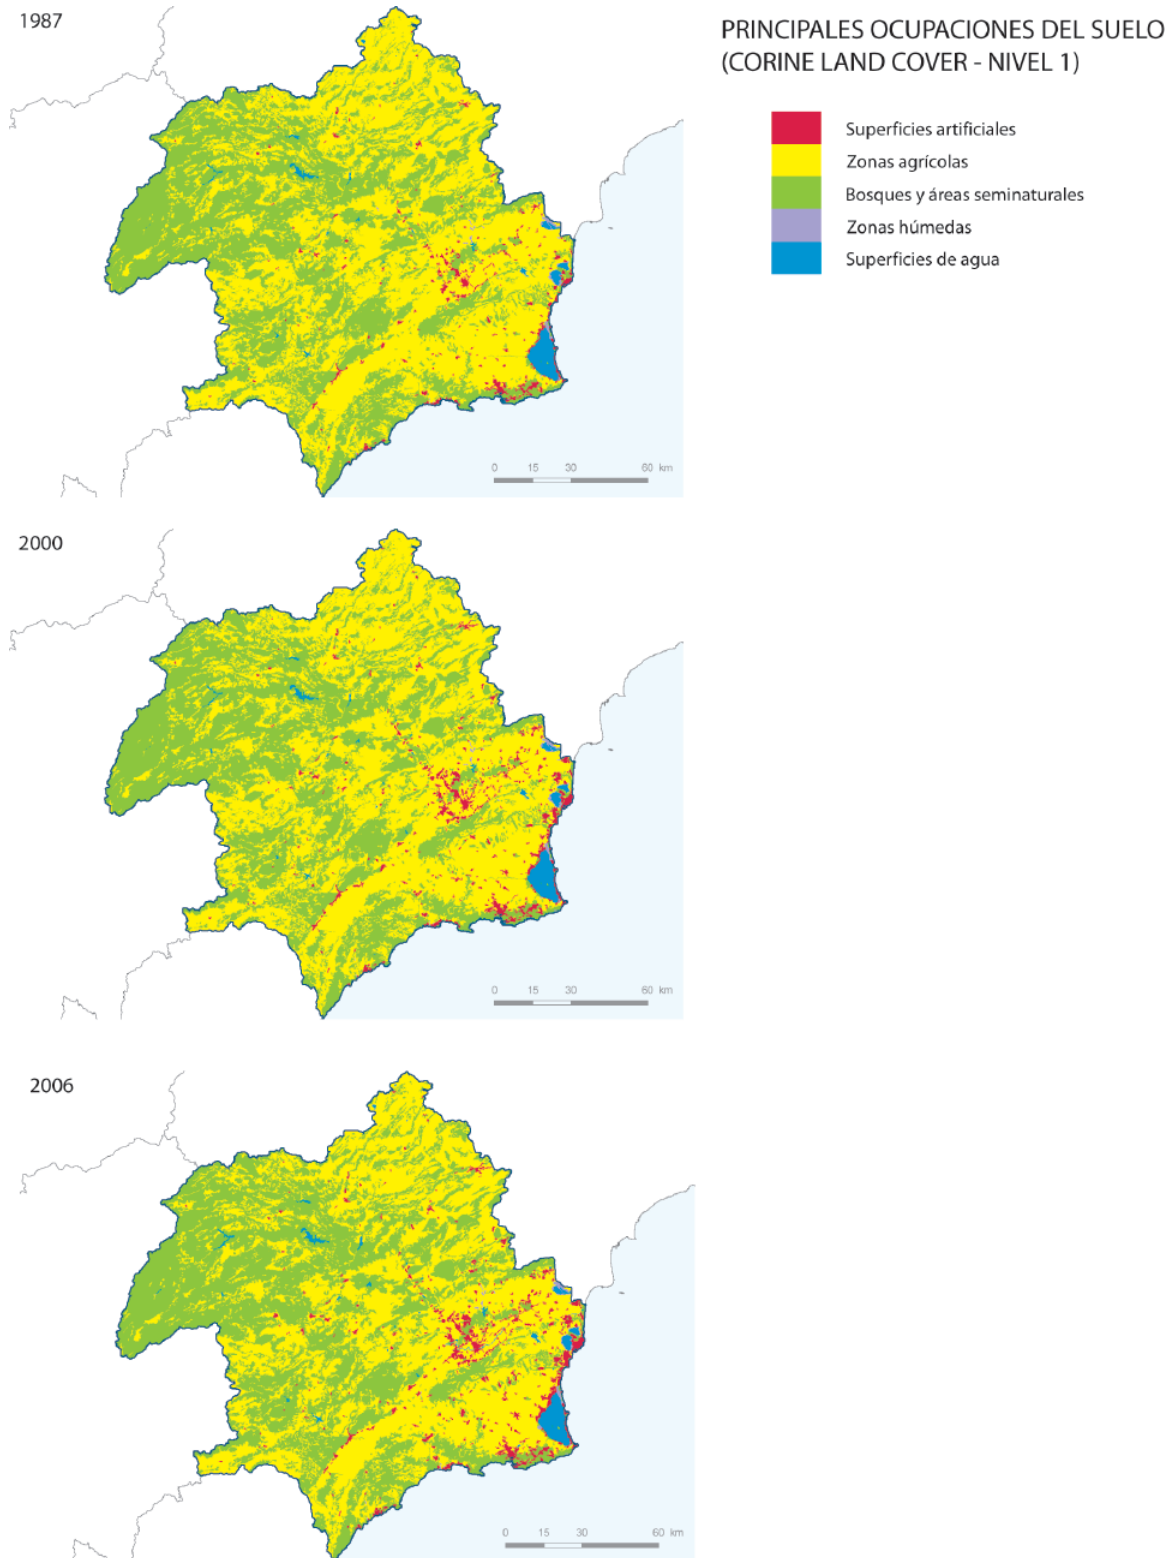 1987
PRINCIPALES OCUPACIONES DEL SUELO
(CORINE LAND COVER - NIVEL 1)
Superficies artificiales
Zonas agrícolas
Bosques y áreas seminaturales
Zonas húmedas
Superficies de agua
0 15 30 60 km
2000
0 15 30 60 km
2006
0 15 30 60 km